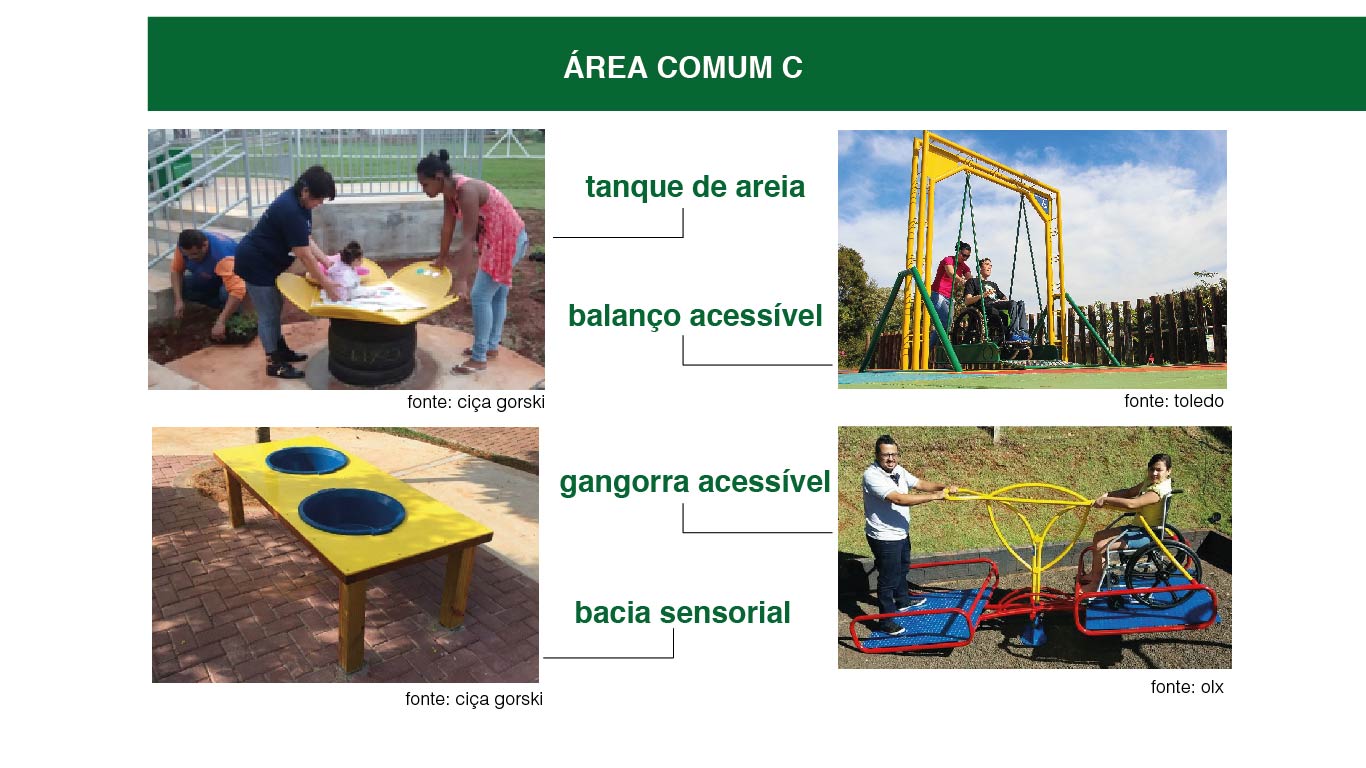 ÁREA COMUM C
tanque de areia
balanço acessível
fonte: ciça gorski
fonte: toledo
gangorra acessível
bacia sensorial
fonte: ciça gorski
fonte: olx